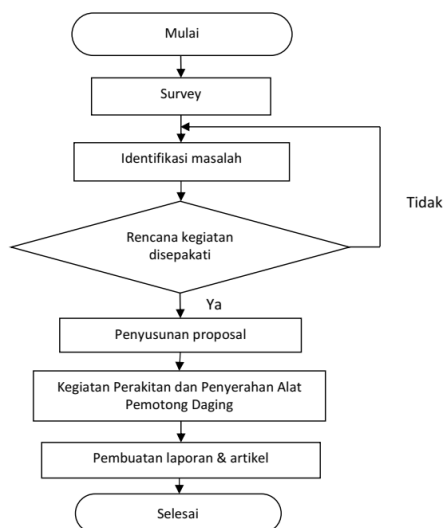 Mulai
Survey
Identifikasi masalah
Tidak
Rencana kegiatan
disepakati
Ya
Penyusunan proposal
Kegiatan Perakitan dan Penyerahan Alat
Pemotong Daging
Pembuatan laporan & artikel
Selesai